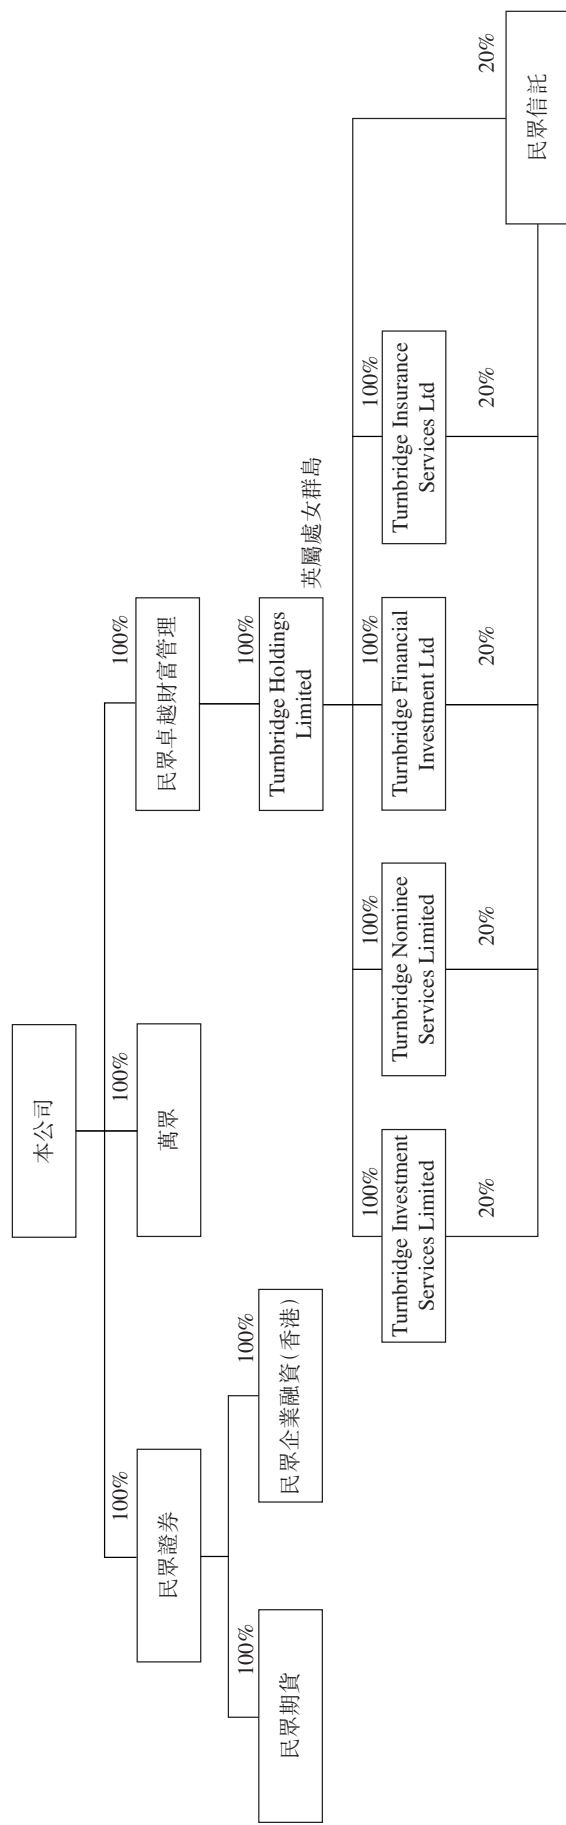 本公司
100%
民眾證券
100%
萬眾
100%
民眾卓越財富管理
100%
民眾期貨
100%
民眾企業融資(香港)
100%
Turnbridge Holdings
Limited
英屬處女群島
100%
Turnbridge Investment
Services Limited
100%
Turnbridge Nominee
Services Limited
100%
Turnbridge Financial
Investment Ltd
100%
Turnbridge Insurance
Services Ltd
20%
20%
20%
20%
20%
民眾信託